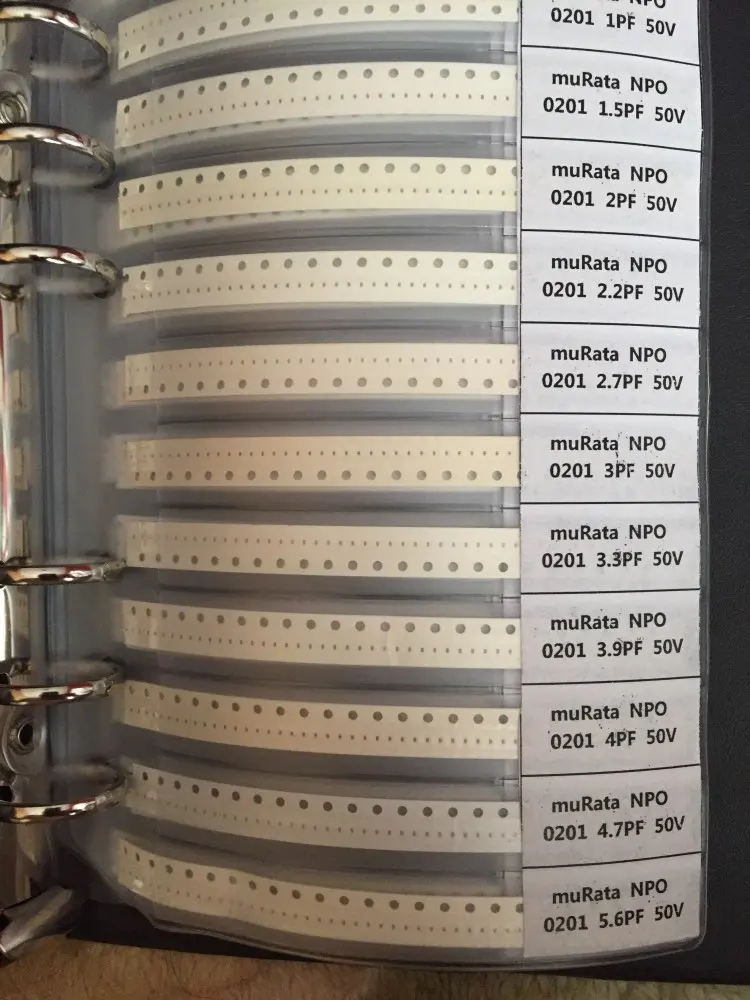 NPO
0201 1PF 50V
muRata NPO
0201 1.5PF 50V
muRata NPO
0201 2PF 50V
muRata NPO
0201 2.2PF 50V
muRata NPO
0201 2.7PF 50V
muRata NPO
0201 3PF 50V
muRata NPO
0201 3.3PF 50V
muRata NPO
0201 3.9PF 50V
muRata NPO
0201 4PF 50V
muRata NPO
0201 4.7PF 50V
muRata NPO
0201 5.6PF 50V